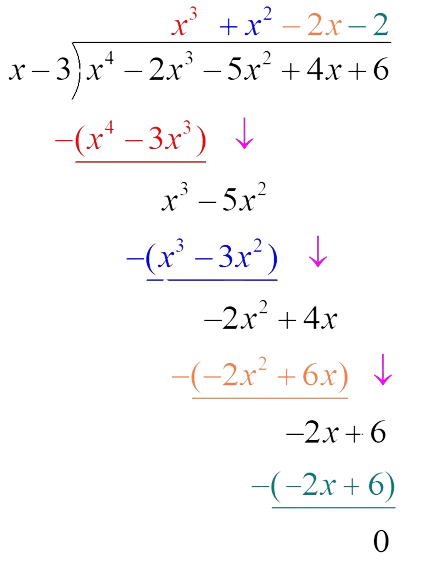 x³ + x² − 2x − 2
x − 3)x⁴ − 2x³ − 5x² + 4x + 6
−(x⁴ − 3x³) ↓
x³ − 5x²
−(x³ − 3x²) ↓
−2x² + 4x
−(−2x² + 6x) ↓
−2x + 6
−(−2x + 6)
0